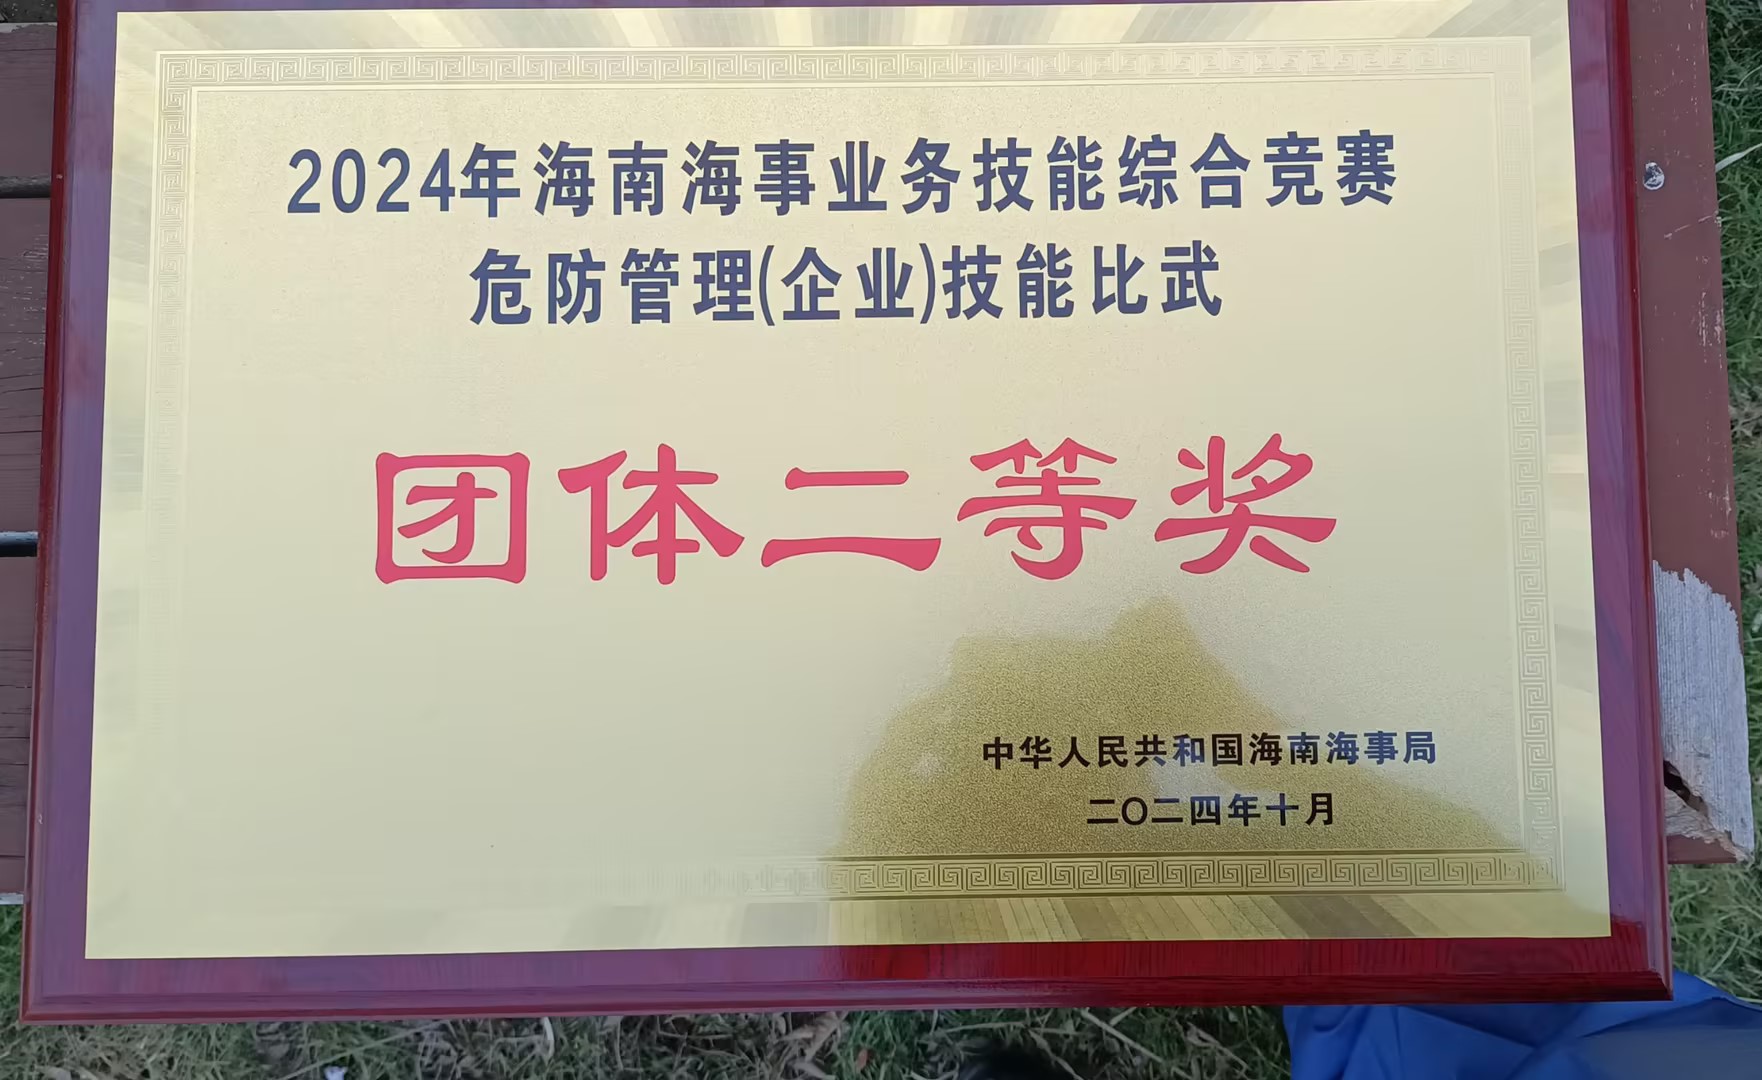 2024年海南海事业务技能综合竞赛
危防管理(企业)技能比武
团体二等奖
中华人民共和国海南海事局
二〇二四年十月